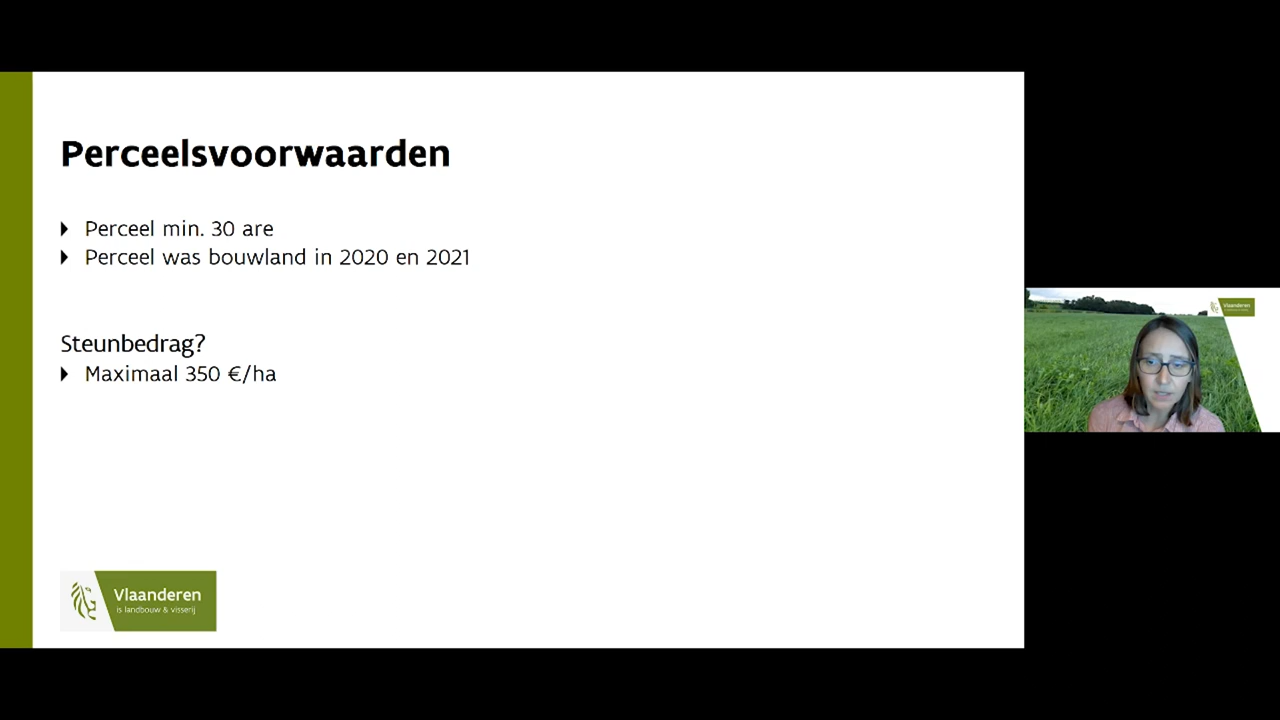 Perceelsvoorwaarden
Perceel min. 30 are
Perceel was bouwland in 2020 en 2021
Steunbedrag?
Maximaal 350 €/ha
Vlaanderen
is landbouw & visserij
Vlaanderen